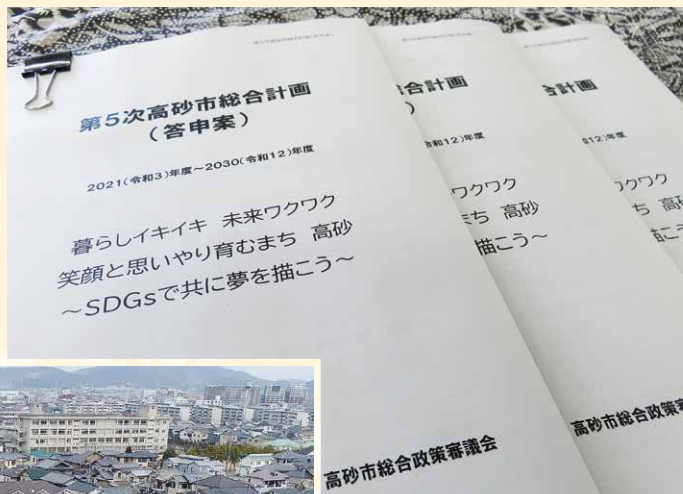 第5次高砂市総合計画
（答申案）
2021(令和3)年度～2030(令和12)年度
暮らしイキイキ 未来ワクワク
笑顔と思いやり育むまち 高砂
～SDGsで共に夢を描こう～
高砂市総合政策審議会
合計画
）
令和12)年度
ワクワク
まち 高砂
描こう～
高砂市総合政策審
計画
12)年度
ワクワク
ち 高砂
描こ